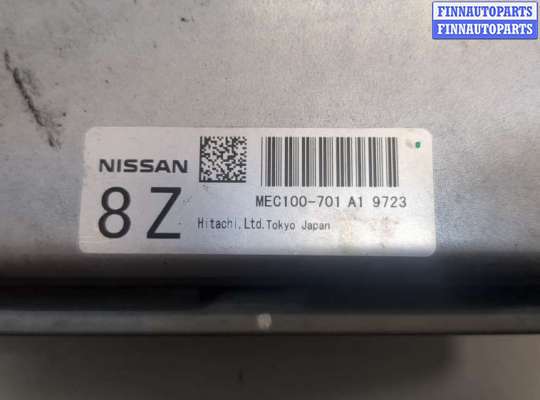 FINNAUTOPARTS
FINNAUTOPARTS
NISSAN
8Z
MEC100-701 A1 9723
Hitachi,Ltd.Tokyo Japan